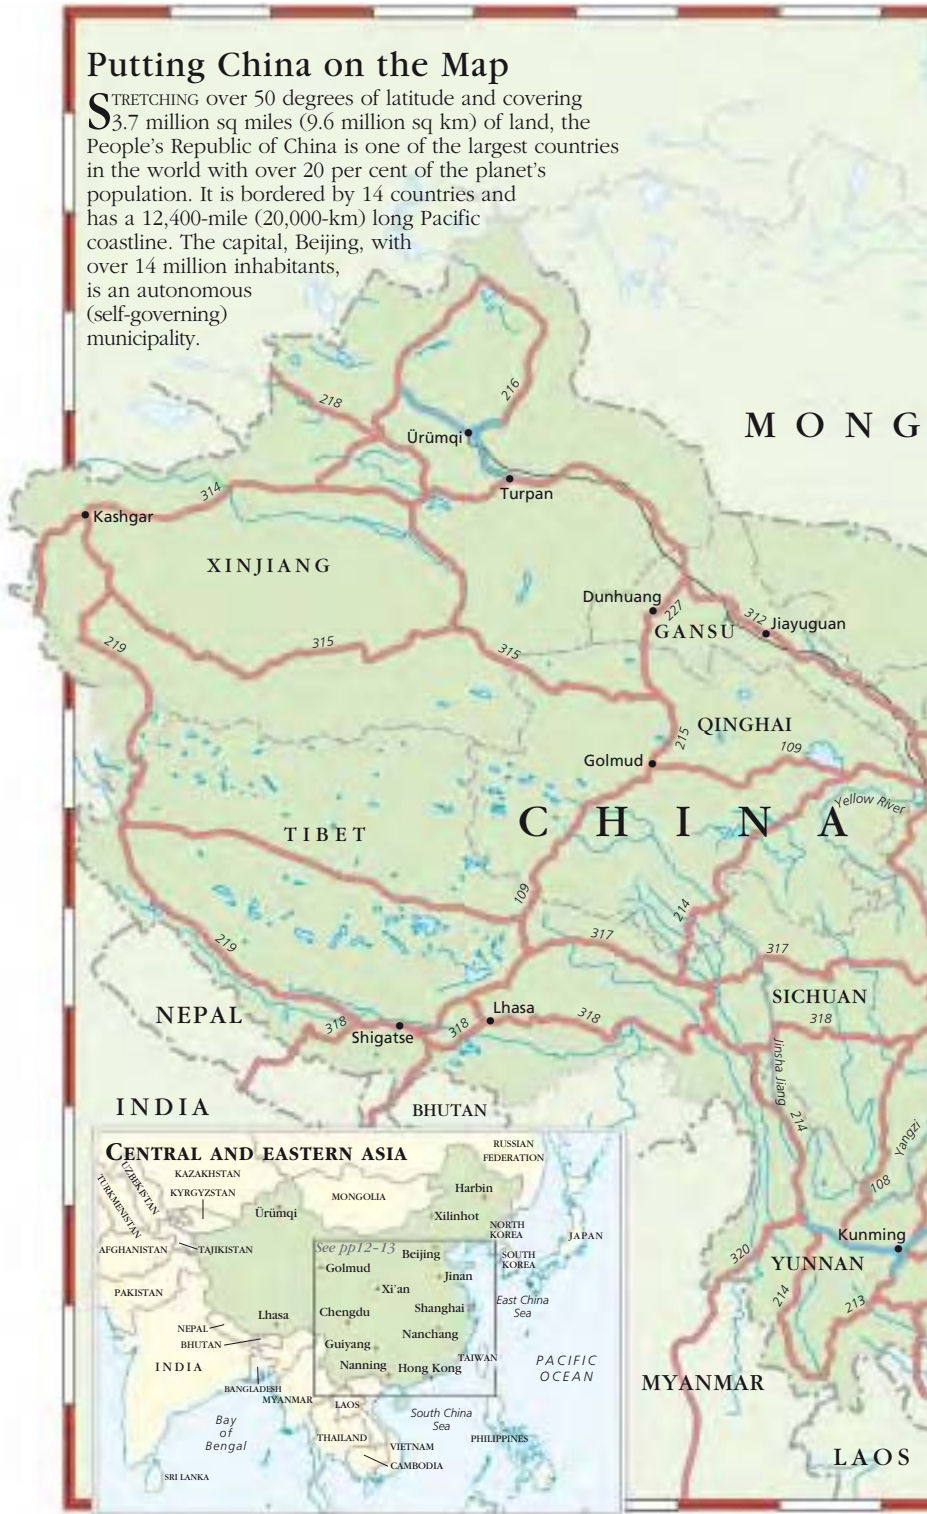 Putting China on the Map
STRETCHING over 50 degrees of latitude and covering
3.7 million sq miles (9.6 million sq km) of land, the
People's Republic of China is one of the largest countries
in the world with over 20 per cent of the planet's
population. It is bordered by 14 countries and
has a 12,400-mile (20,000-km) long Pacific
coastline. The capital, Beijing, with
over 14 million inhabitants,
is an autonomous
(self-governing)
municipality.
218
216
MONG
Ürümqi
314
Turpan
Kashgar
XINJIANG
Dunhuang
227
312
Jiayuguan
GANSU
219
315
315
QINGHAI
215
109
Golmud
Yellow River
CHINA
TIBET
109
214
317
317
219
SICHUAN
NEPAL
Lhasa
318
318
318
318
Shigatse
Jinsha Jiang
INDIA
BHUTAN
214
Yangzi
108
Kunming
320
YUNNAN
214
213
MYANMAR
LAOS
CENTRAL AND EASTERN ASIA
RUSSIAN
FEDERATION
KAZAKHSTAN
UZBEKISTAN
TURKMENISTAN
KYRGYZSTAN
MONGOLIA
Harbin
Ürümqi
Xilinhot
NORTH
KOREA
JAPAN
AFGHANISTAN
TAJIKISTAN
See pp12–13
Beijing
SOUTH
KOREA
Golmud
Jinan
PAKISTAN
Xi'an
East China
Sea
Lhasa
Chengdu
Shanghai
NEPAL
Nanchang
BHUTAN
Guiyang
TAIWAN
INDIA
Nanning
Hong Kong
PACIFIC
OCEAN
BANGLADESH
MYANMAR
LAOS
Bay
of
Bengal
South China
Sea
THAILAND
VIETNAM
PHILIPPINES
CAMBODIA
SRI LANKA